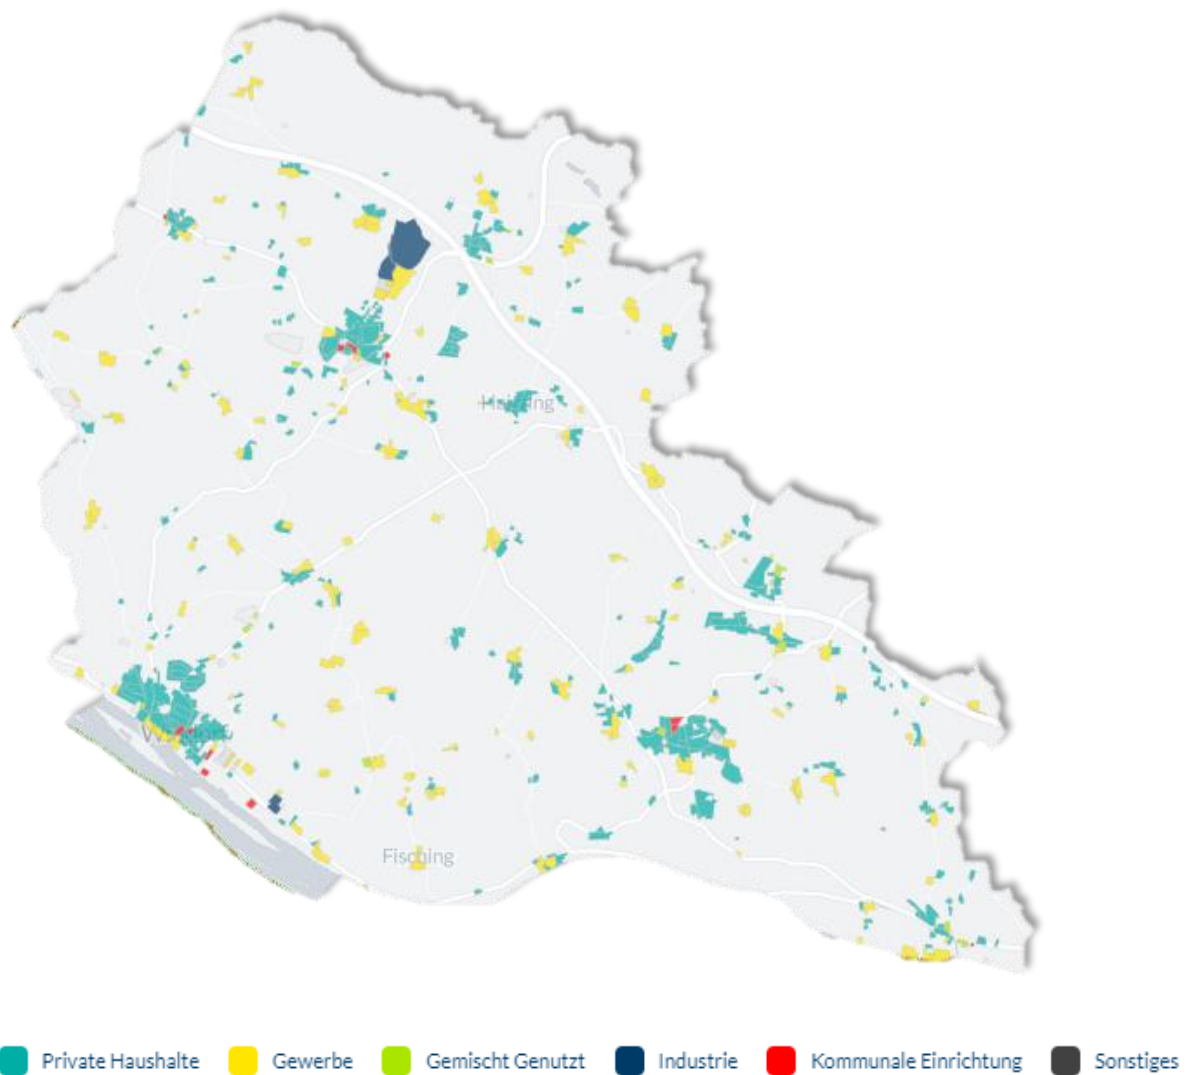 Fisching
Private Haushalte
Gewerbe
Gemischt Genutzt
Industrie
Kommunale Einrichtung
Sonstiges